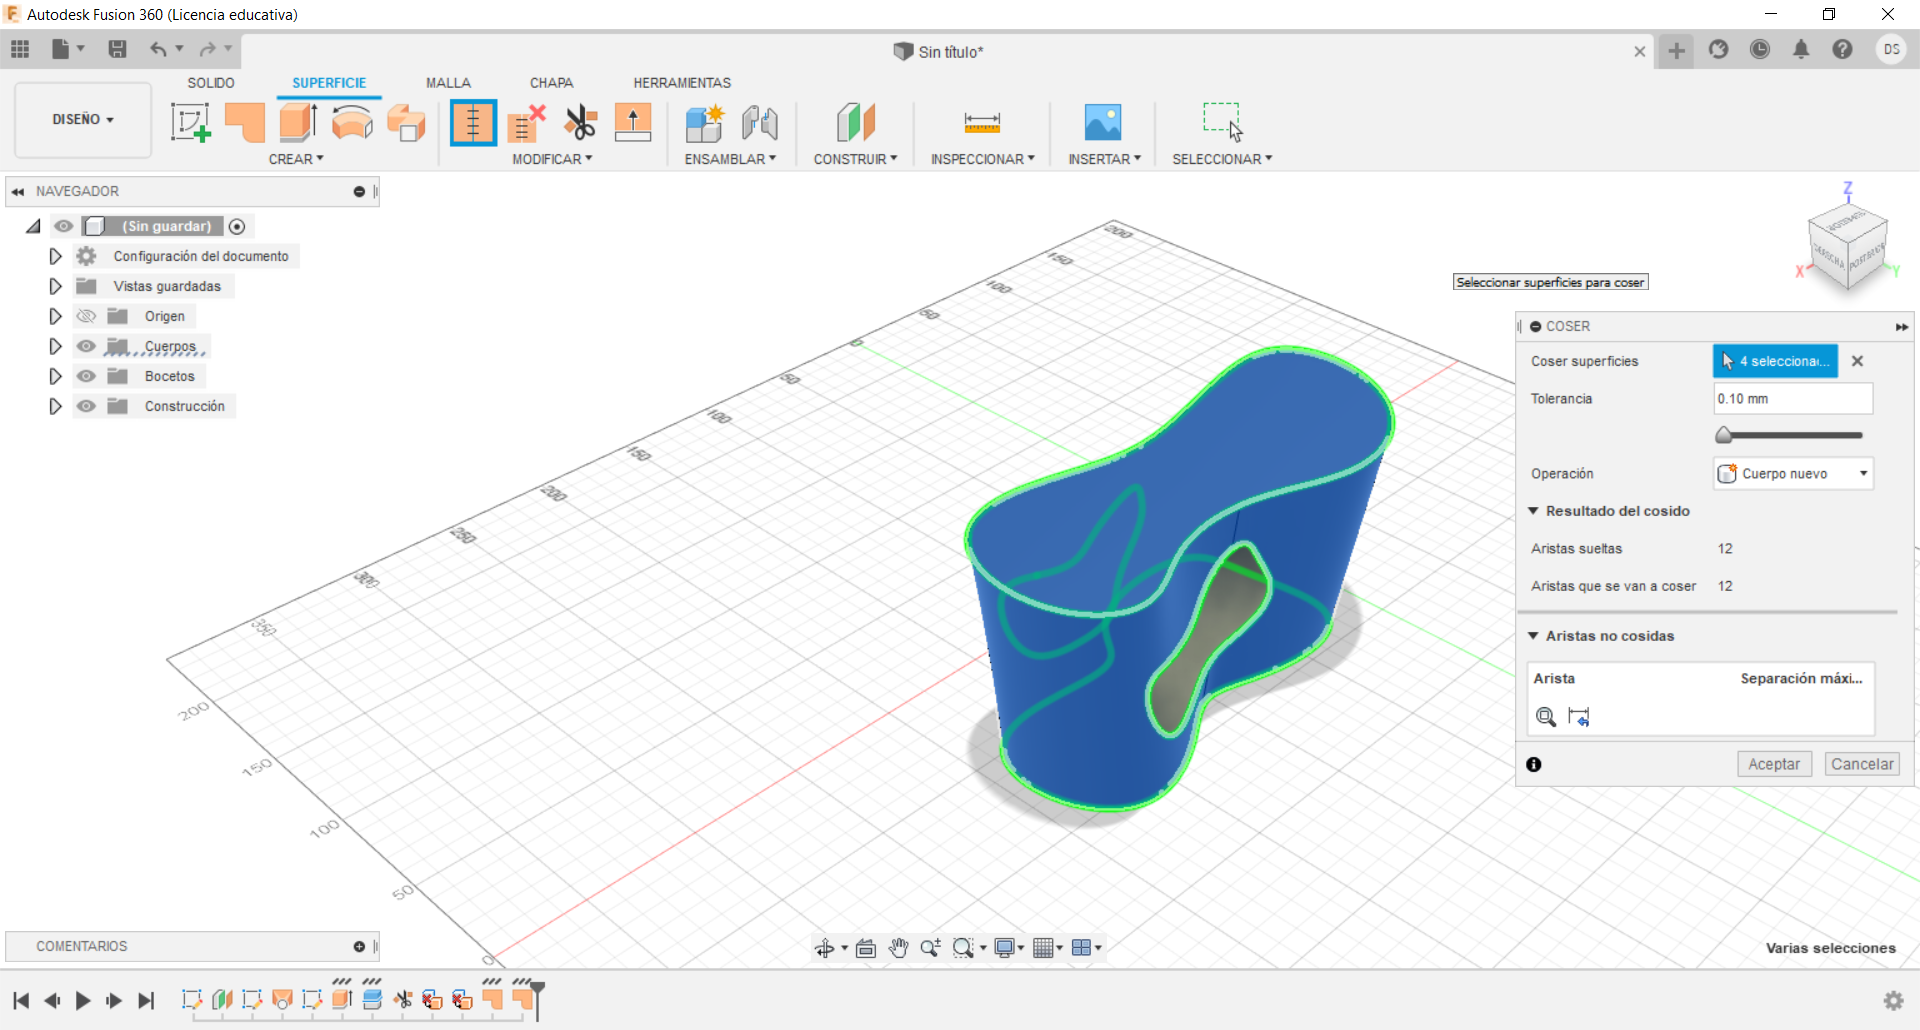 Autodesk Fusion 360 (Licencia educativa)
Sin título*
DS
SOLIDO SUPERFICIE MALLA CHAPA HERRAMIENTAS
DISEÑO
CREAR MODIFICAR ENSAMBLAR CONSTRUIR INSPECCIONAR INSERTAR SELECCIONAR
NAVEGADOR
(Sin guardar)
Configuración del documento
Vistas guardadas
Origen
Cuerpos
Bocetos
Construcción
200
150
100
50
0
50
100
150
200
250
300
350
200
150
100
50
0
Z
X
Y
DERECHA
Seleccionar superficies para coser
COSER
Coser superficies 4 selecciona...
Tolerancia 0.10 mm
Operación Cuerpo nuevo
Resultado del cosido
Aristas sueltas 12
Aristas que se van a coser 12
Aristas no cosidas
Arista Separación máxi...
Aceptar Cancelar
COMENTARIOS
Varias selecciones